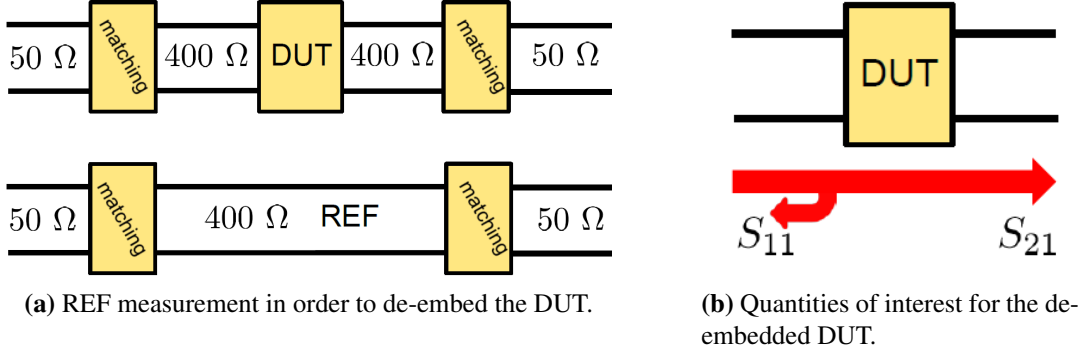 50 Ω matching 400 Ω DUT 400 Ω matching 50 Ω
50 Ω matching 400 Ω REF matching 50 Ω
(a) REF measurement in order to de-embed the DUT.
DUT
S₁₁ S₂₁
(b) Quantities of interest for the de-
embedded DUT.